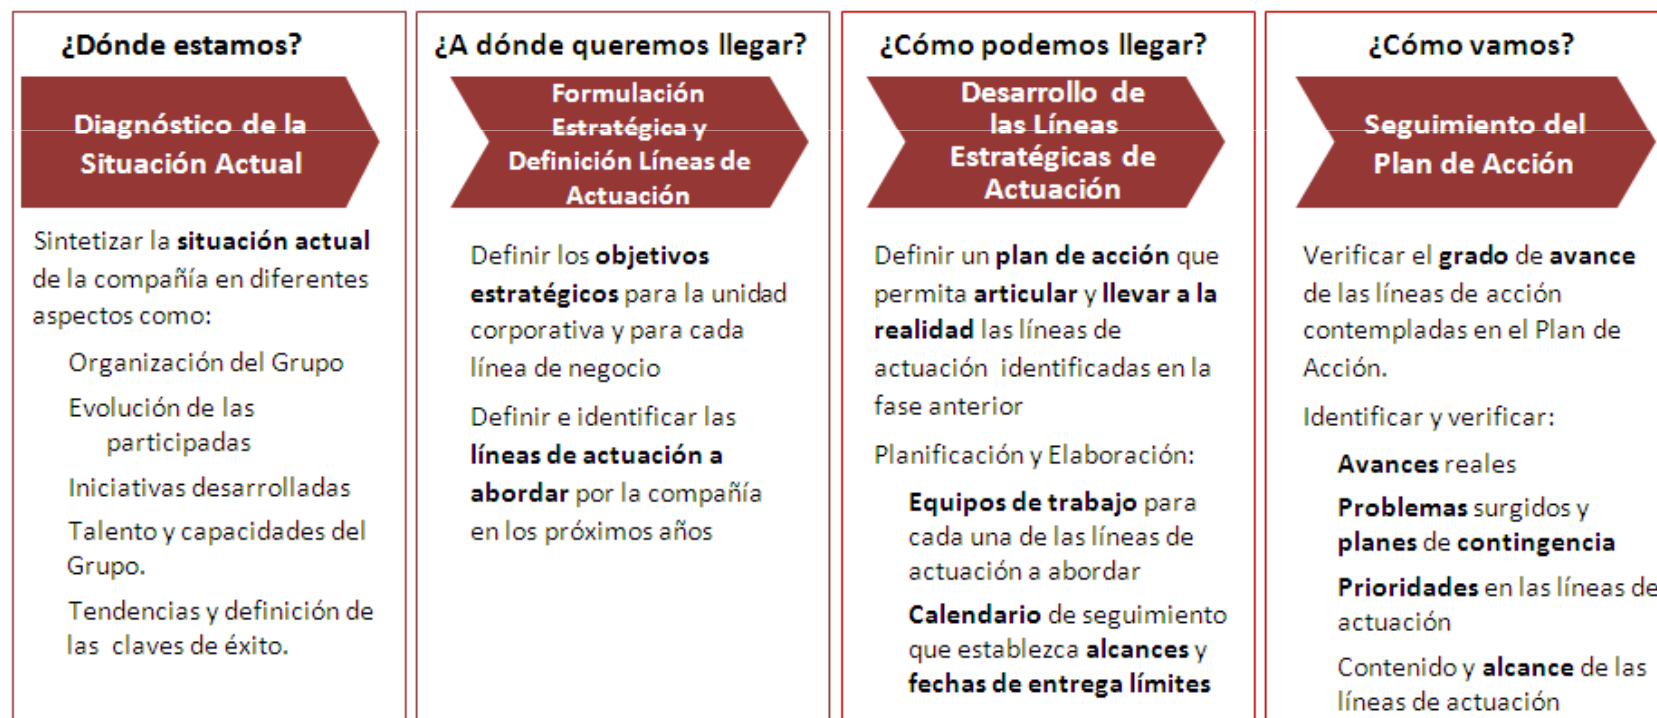 ¿Dónde estamos?
Diagnóstico de la
Situación Actual
Sintetizar la situación actual
de la compañía en diferentes
aspectos como:
Organización del Grupo
Evolución de las
participadas
Iniciativas desarrolladas
Talento y capacidades del
Grupo.
Tendencias y definición de
las claves de éxito.
¿A dónde queremos llegar?
Formulación
Estratégica y
Definición Líneas de
Actuación
Definir los objetivos
estratégicos para la unidad
corporativa y para cada
línea de negocio
Definir e identificar las
líneas de actuación a
abordar por la compañía
en los próximos años
¿Cómo podemos llegar?
Desarrollo de
las Líneas
Estratégicas de
Actuación
Definir un plan de acción que
permita articular y llevar a la
realidad las líneas de
actuación identificadas en la
fase anterior
Planificación y Elaboración:
Equipos de trabajo para
cada una de las líneas de
actuación a abordar
Calendario de seguimiento
que establezca alcances y
fechas de entrega límites
¿Cómo vamos?
Seguimiento del
Plan de Acción
Verificar el grado de avance
de las líneas de acción
contempladas en el Plan de
Acción.
Identificar y verificar:
Avances reales
Problemas surgidos y
planes de contingencia
Prioridades en las líneas de
actuación
Contenido y alcance de las
líneas de actuación